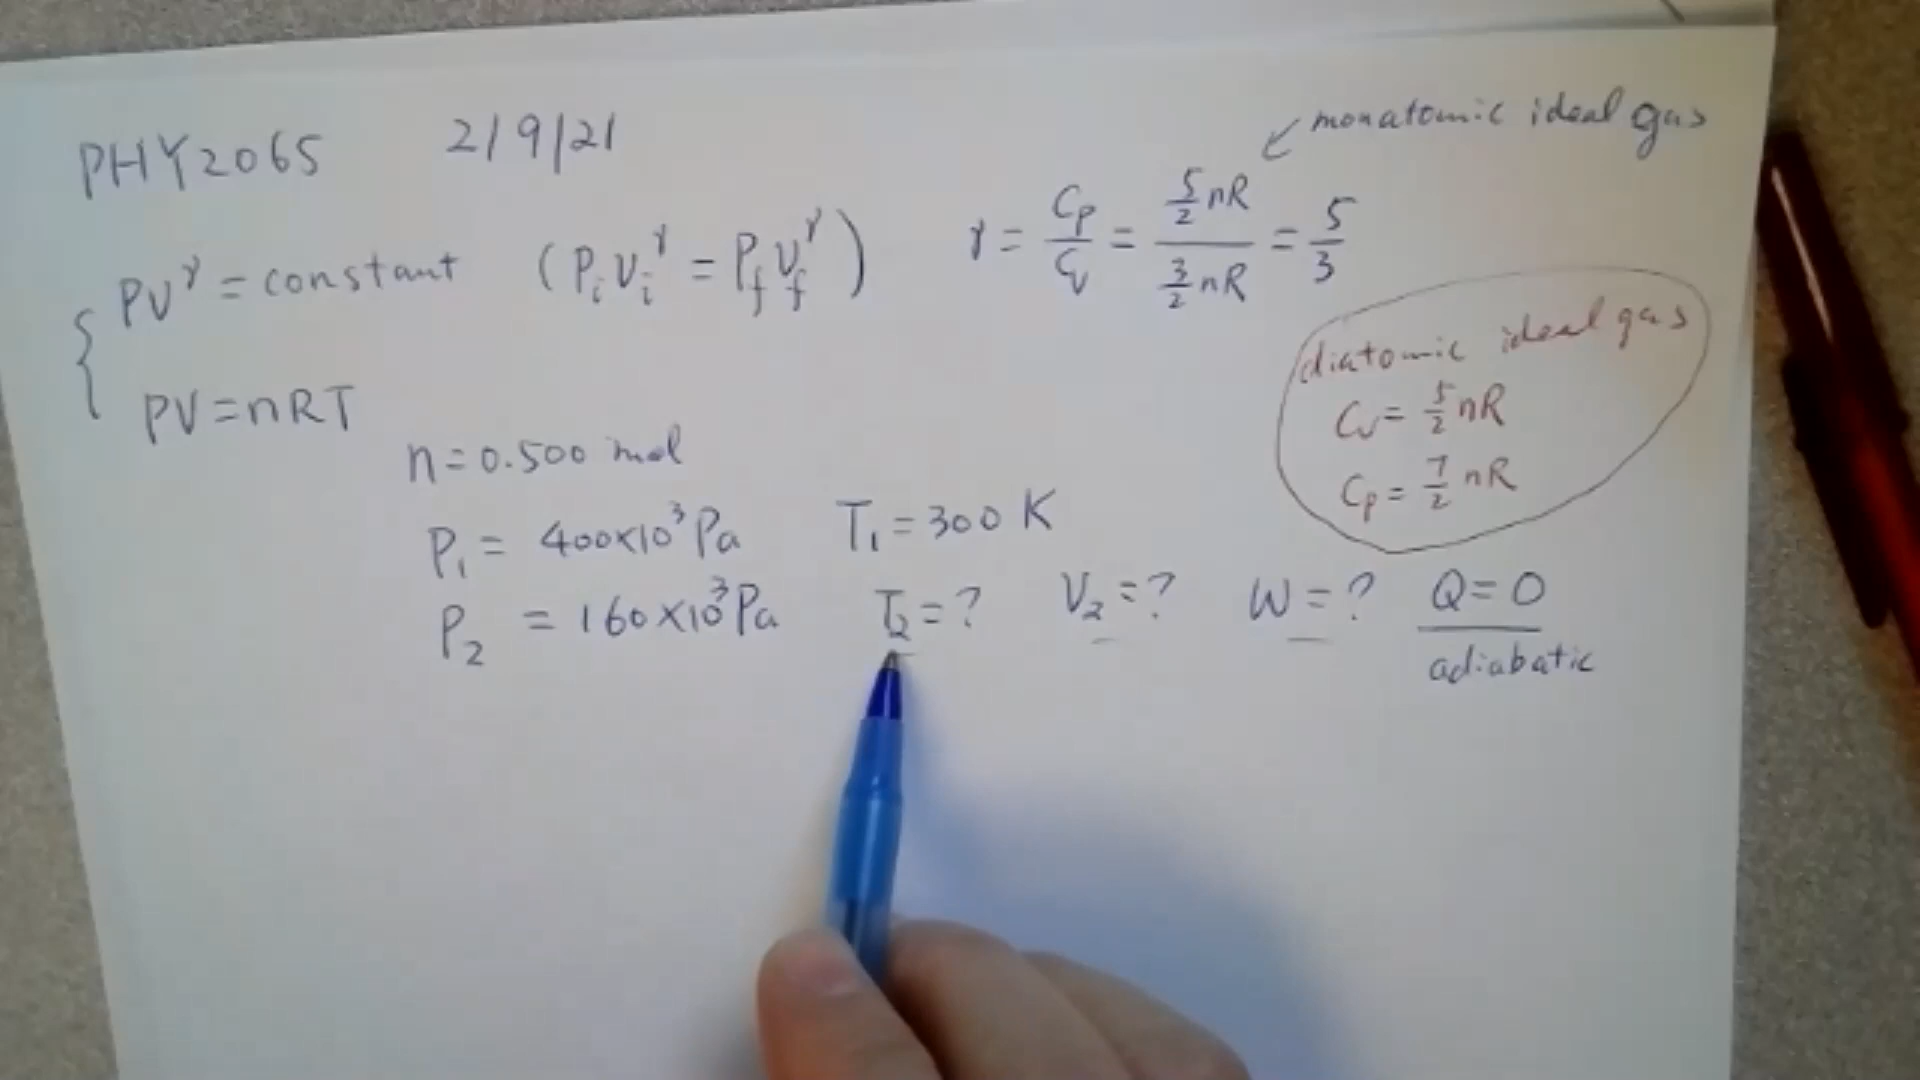 PHY2065 2/9/21
monatomic ideal gas
PV^γ = constant (P_i V_i^γ = P_f V_f^γ) γ = C_p/C_v = (5/2 nR)/(3/2 nR) = 5/3
PV=nRT
diatomic ideal gas
C_v = 5/2 nR
C_p = 7/2 nR
n=0.500 mol
P_1 = 400×10^3 Pa T_1 = 300 K
P_2 = 160×10^3 Pa T_2 = ? V_2 = ? W = ? Q = 0
adiabatic